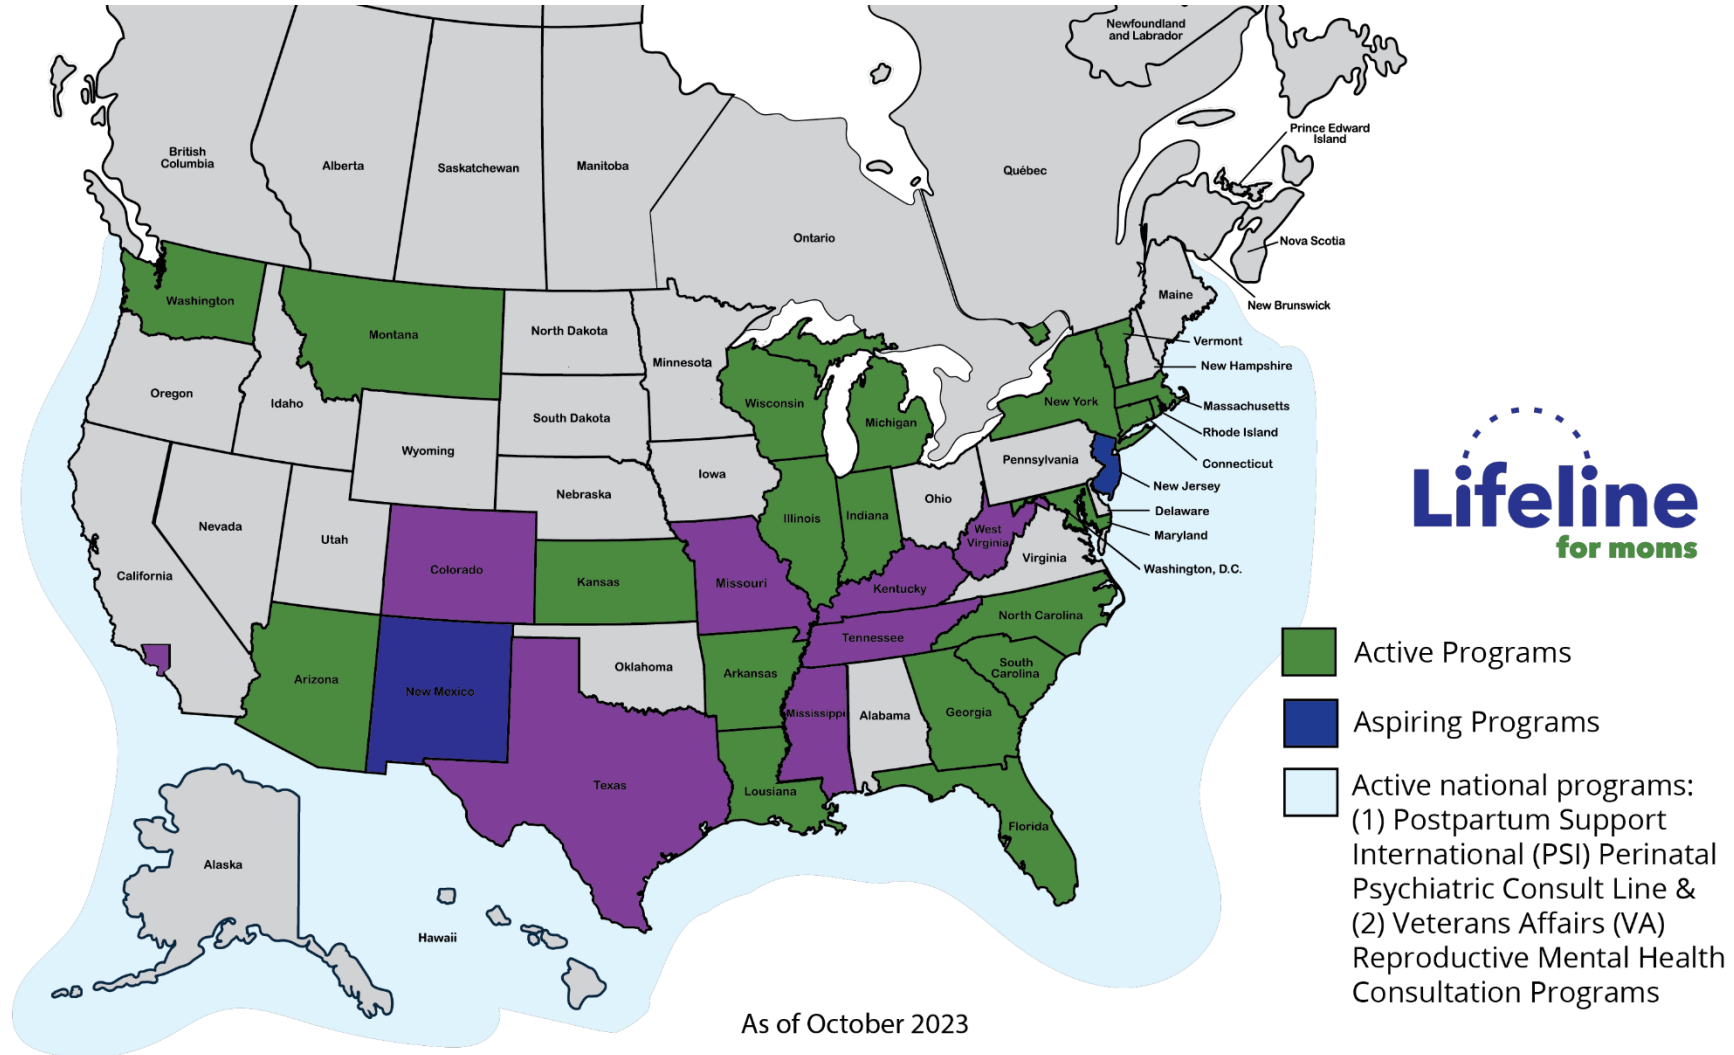 Newfoundland
and Labrador
Prince Edward
Island
British
Columbia
Alberta
Saskatchewan
Manitoba
Québec
Ontario
Nova Scotia
New Brunswick
Maine
Washington
Montana
North Dakota
Minnesota
Vermont
New Hampshire
Oregon
Idaho
South Dakota
Wisconsin
Michigan
New York
Massachusetts
Rhode Island
Connecticut
Wyoming
Iowa
Pennsylvania
New Jersey
Nebraska
Ohio
Delaware
Nevada
Illinois
Indiana
Maryland
Utah
West
Virginia
Virginia
Washington, D.C.
California
Colorado
Kansas
Missouri
Kentucky
North Carolina
Tennessee
Arizona
New Mexico
Oklahoma
Arkansas
South
Carolina
Mississippi
Alabama
Georgia
Texas
Lousiana
Florida
Alaska
Hawaii
As of October 2023
Lifeline
for moms
Active Programs
Aspiring Programs
Active national programs:
(1) Postpartum Support
International (PSI) Perinatal
Psychiatric Consult Line &
(2) Veterans Affairs (VA)
Reproductive Mental Health
Consultation Programs